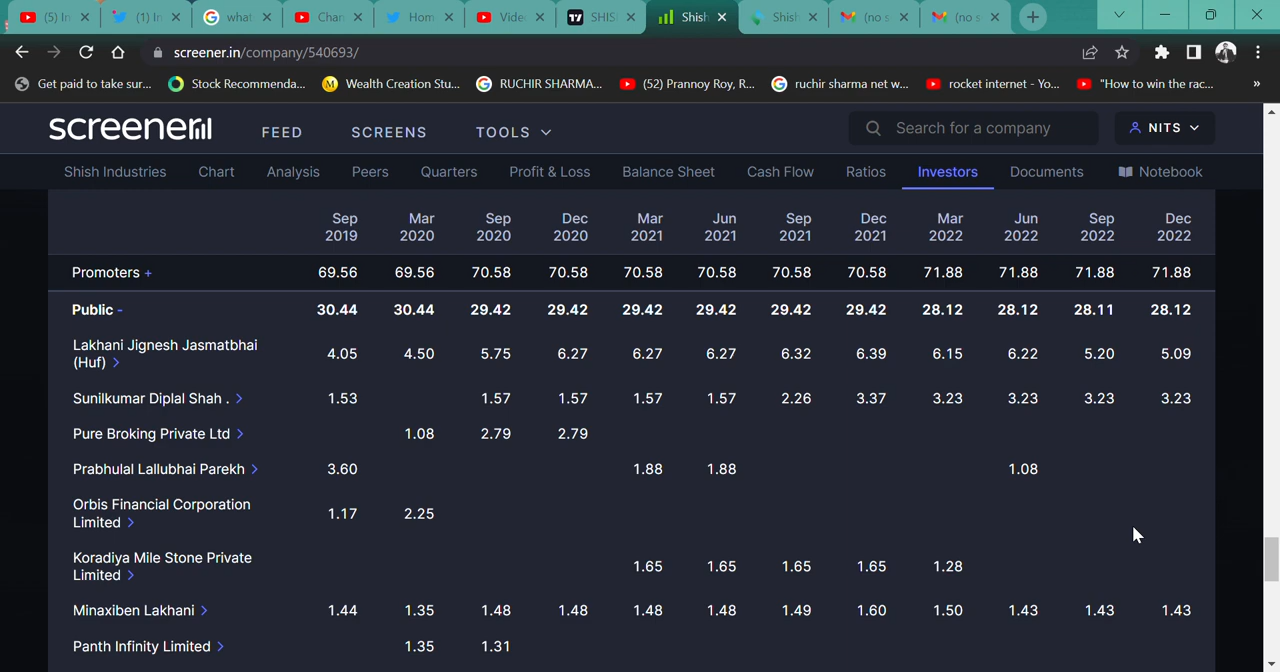 (5) In
(1) In
what
Chan
Hom
Vide
SHIS
Shish
Shish
(no s
(no s
screener.in/company/540693/
Get paid to take sur...
Stock Recommenda...
Wealth Creation Stu...
RUCHIR SHARMA...
(52) Prannoy Roy, R...
ruchir sharma net w...
rocket internet - Yo...
"How to win the rac...
»
screener
FEED
SCREENS
TOOLS
Search for a company
NITS
Shish Industries
Chart
Analysis
Peers
Quarters
Profit & Loss
Balance Sheet
Cash Flow
Ratios
Investors
Documents
Notebook
Sep 2019 Mar 2020 Sep 2020 Dec 2020 Mar 2021 Jun 2021 Sep 2021 Dec 2021 Mar 2022 Jun 2022 Sep 2022 Dec 2022
Promoters + 69.56 69.56 70.58 70.58 70.58 70.58 70.58 70.58 71.88 71.88 71.88 71.88
Public - 30.44 30.44 29.42 29.42 29.42 29.42 29.42 29.42 28.12 28.12 28.11 28.12
Lakhani Jignesh Jasmatbhai
(Huf) > 4.05 4.50 5.75 6.27 6.27 6.27 6.32 6.39 6.15 6.22 5.20 5.09
Sunilkumar Diplal Shah . > 1.53 1.57 1.57 1.57 1.57 2.26 3.37 3.23 3.23 3.23 3.23
Pure Broking Private Ltd > 1.08 2.79 2.79
Prabhulal Lallubhai Parekh > 3.60 1.88 1.88 1.08
Orbis Financial Corporation
Limited > 1.17 2.25
Koradiya Mile Stone Private
Limited > 1.65 1.65 1.65 1.65 1.28
Minaxiben Lakhani > 1.44 1.35 1.48 1.48 1.48 1.48 1.49 1.60 1.50 1.43 1.43 1.43
Panth Infinity Limited > 1.35 1.31